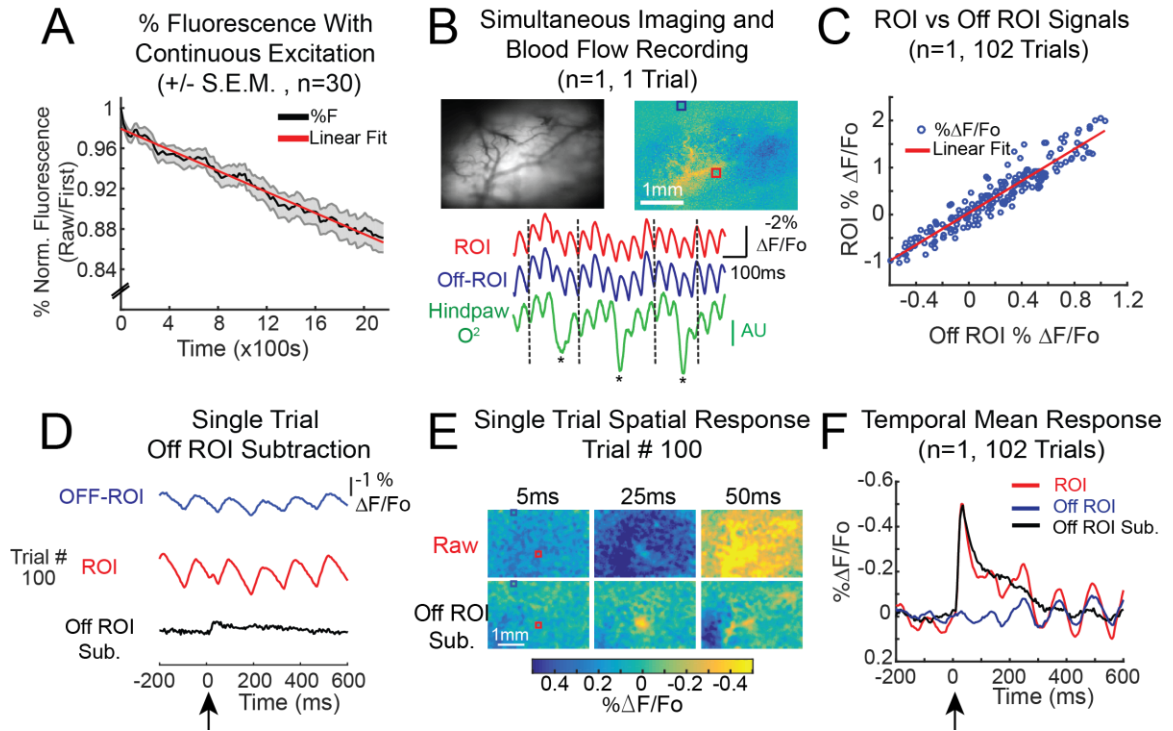 A
% Fluorescence With
Continuous Excitation
(+/- S.E.M. , n=30)
% Norm. Fluorescence
(Raw/First)
1
0.96
0.92
0.88
0.84
%F
Linear Fit
0 4 8 12 16 20
Time (x100s)
B
Simultaneous Imaging and
Blood Flow Recording
(n=1, 1 Trial)
1mm
ROI
Off-ROI
Hindpaw
O²
-2%
ΔF/Fo
100ms
AU
* * *
C
ROI vs Off ROI Signals
(n=1, 102 Trials)
ROI % ΔF/Fo
2
1
0
-1
%ΔF/Fo
Linear Fit
-0.4 0 0.4 0.8 1.2
Off ROI % ΔF/Fo
D
Single Trial
Off ROI Subtraction
OFF-ROI
-1 %
ΔF/Fo
Trial #
100
ROI
Off ROI
Sub.
-200 0 200 400 600
Time (ms)
E
Single Trial Spatial Response
Trial # 100
5ms 25ms 50ms
Raw
Off ROI
Sub.
1mm
0.4 0.2 0 -0.2 -0.4
%ΔF/Fo
F
Temporal Mean Response
(n=1, 102 Trials)
%ΔF/Fo
-0.6
-0.4
-0.2
0
0.2
ROI
Off ROI
Off ROI Sub.
-200 0 200 400 600
Time (ms)